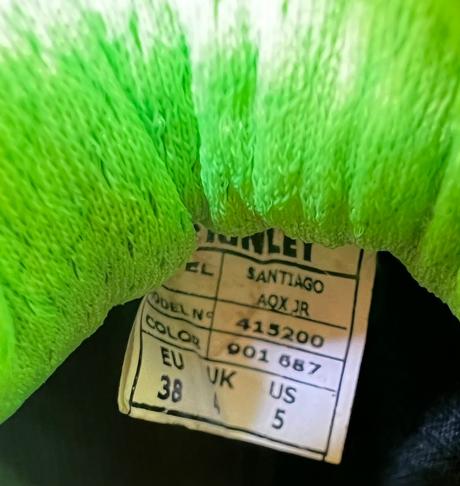 SANTIAGO
AQX JR
415200
COLOR 901 687
EU UK US
38 5